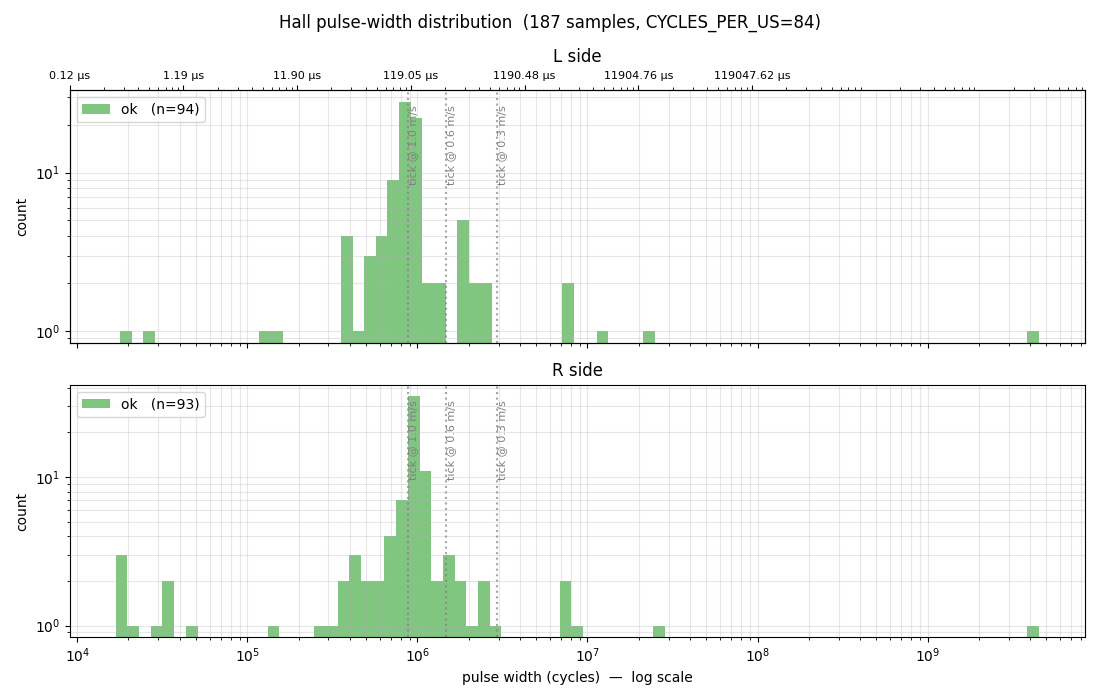 Hall pulse-width distribution  (187 samples, CYCLES_PER_US=84)
L side
0.12 µs 1.19 µs 11.90 µs 119.05 µs 1190.48 µs 11904.76 µs 119047.62 µs
ok (n=94)
tick @ 1.0 m/s
tick @ 0.6 m/s
tick @ 0.3 m/s
10¹
10⁰
count
R side
ok (n=93)
tick @ 1.0 m/s
tick @ 0.6 m/s
tick @ 0.3 m/s
10¹
10⁰
count
10⁴ 10⁵ 10⁶ 10⁷ 10⁸ 10⁹
pulse width (cycles) — log scale